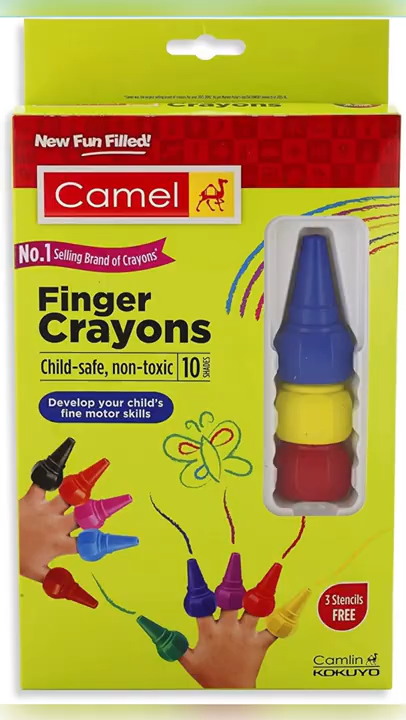 Crayons
New Fun Filled!
Camel
No.1 Selling Brand of Crayons*
Finger
Crayons
Child-safe, non-toxic 10 SHADES
Develop your child's
fine motor skills
3 Stencils
FREE
Camlin
KOKUYO